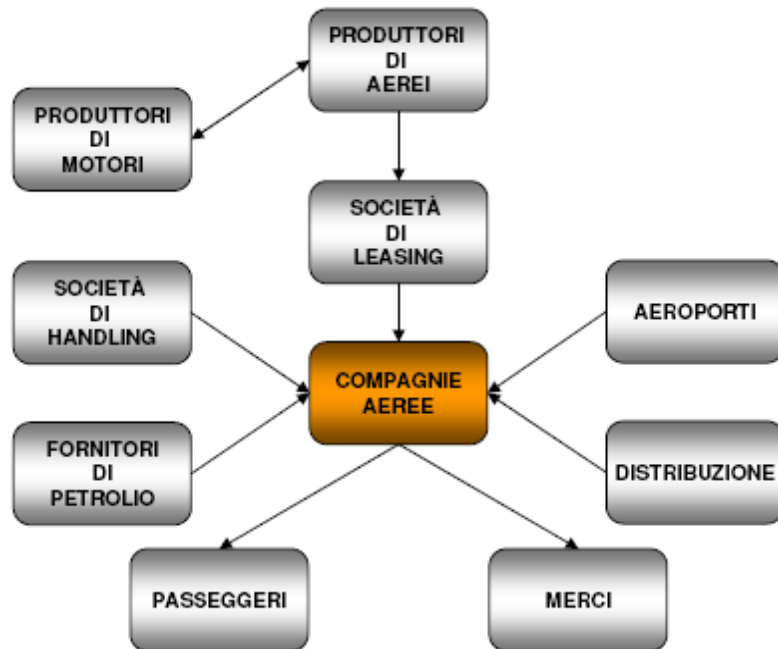 PRODUTTORI
DI
AEREI
PRODUTTORI
DI
MOTORI
SOCIETÀ
DI
LEASING
SOCIETÀ
DI
HANDLING
AEROPORTI
COMPAGNIE
AEREE
FORNITORI
DI
PETROLIO
DISTRIBUZIONE
PASSEGGERI
MERCI